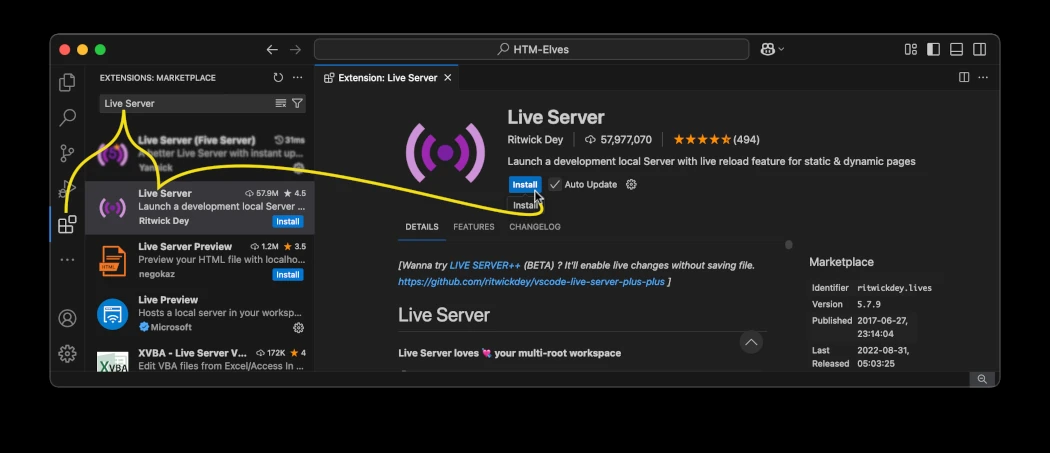 HTM-Elves
EXTENSIONS: MARKETPLACE
Live Server
Live Server (Five Server) 31ms
A better Live Server with instant up...
Yannick
Live Server 57.9M 4.5
Launch a development local Server ...
Ritwick Dey Install
Live Server Preview 1.2M 3.5
Preview your HTML file with localho...
negokaz Install
Live Preview
Hosts a local server in your worksp...
Microsoft
XVBA - Live Server V... 172K 4
Edit VBA files from Excel/Access In ...
HTML
XVBA
Extension: Live Server
Live Server
Ritwick Dey 57,977,070 (494)
Launch a development local Server with live reload feature for static & dynamic pages
Install Auto Update
Install
DETAILS FEATURES CHANGELOG
[Wanna try LIVE SERVER++ (BETA) ? It'll enable live changes without saving file.
https://github.com/ritwickdey/vscode-live-server-plus-plus ]
Live Server
Live Server loves 💘 your multi-root workspace
Marketplace
Identifier ritwickdey.lives
Version 5.7.9
Published 2017-06-27,
23:14:04
Last 2022-08-31,
Released 05:03:25